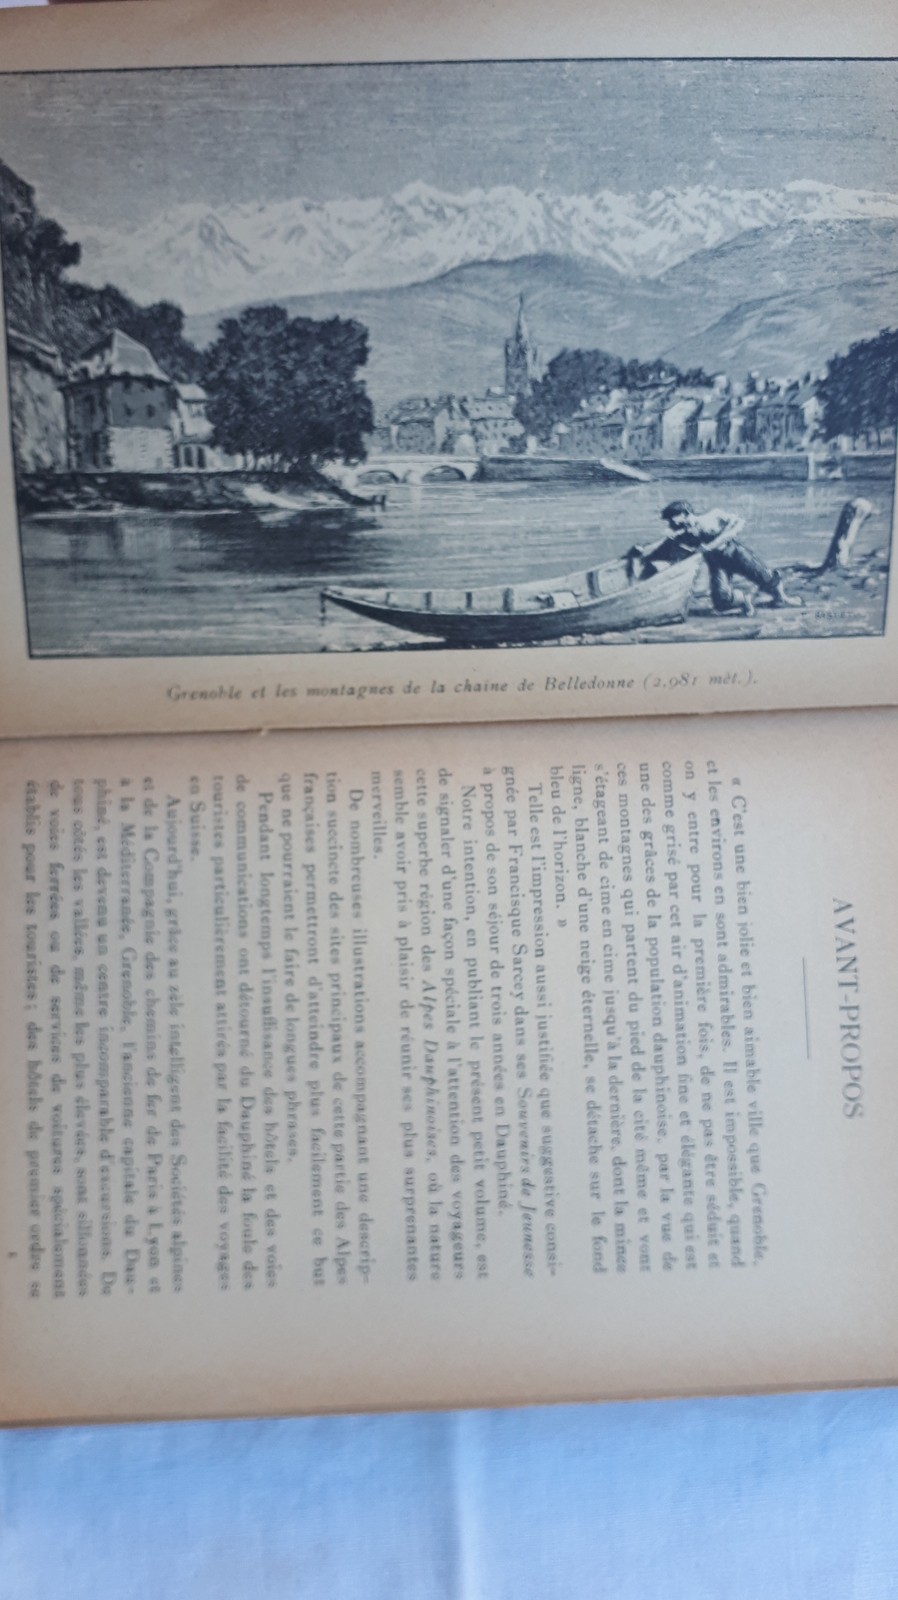 Grenoble et les montagnes de la chaîne de Belledonne (2.981 mèt.).
AVANT-PROPOS
« C'est une bien jolie et bien aimable ville que Grenoble,
et les environs en sont admirables. Il est impossible, quand
on y entre pour la première fois, de ne pas être séduit et
comme grisé par cet air d'animation fine et élégante qui est
une des grâces de la population dauphinoise, par la vue de
ces montagnes qui partent du pied de la cité même et vont
s'étageant de cime en cime jusqu'à la dernière, dont la mince
ligne, blanche d'une neige éternelle, se détache sur le fond
bleu de l'horizon. »
Telle est l'impression aussi justifiée que suggestive consi-
gnée par Francisque Sarcey dans ses Souvenirs de Jeunesse
à propos de son séjour de trois années en Dauphiné.
Notre intention, en publiant le présent petit volume, est
de signaler d'une façon spéciale à l'attention des voyageurs
cette superbe région des Alpes Dauphinoises, où la nature
semble avoir pris à plaisir de réunir ses plus surprenantes
merveilles.
De nombreuses illustrations accompagnant une descrip-
tion succincte des sites principaux de cette partie des Alpes
françaises permettront d'atteindre plus facilement ce but
que ne pourraient le faire de longues phrases.
Pendant longtemps l'insuffisance des hôtels et des voies
de communications ont détourné du Dauphiné la foule des
touristes particulièrement attirés par la facilité des voyages
en Suisse.
Aujourd'hui, grâce au zèle intelligent des Sociétés alpines
et de la Compagnie des chemins de fer de Paris à Lyon et
à la Méditerranée, Grenoble, l'ancienne capitale du Dau-
phiné, est devenu un centre incomparable d'excursions. De
tous côtés les vallées, même les plus élevées, sont sillonnées
de voies ferrées ou de services de voitures spécialement
établis pour les touristes ; des hôtels de premier ordre se